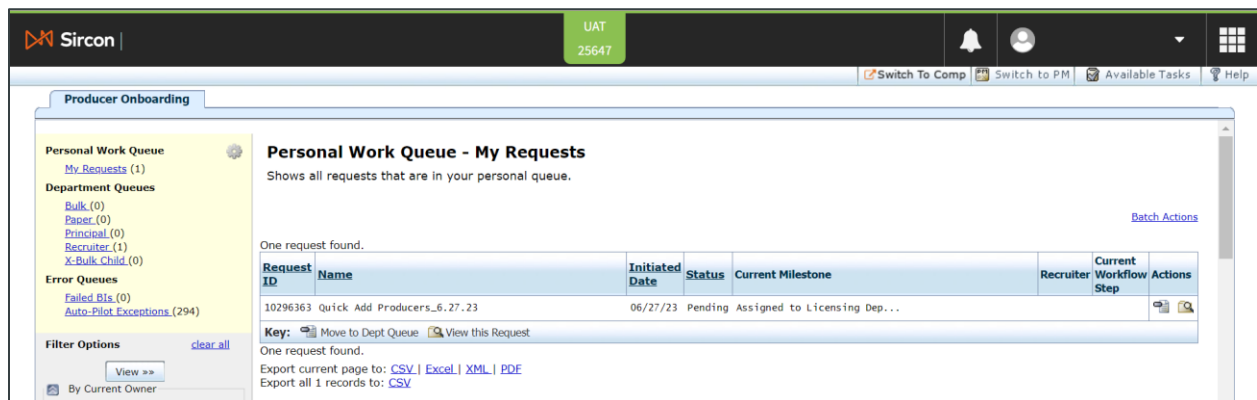 Sircon |
UAT
25647
Switch To Comp
Switch to PM
Available Tasks
Help
Producer Onboarding
Personal Work Queue
My Requests (1)
Department Queues
Bulk (0)
Paper (0)
Principal (0)
Recruiter (1)
X-Bulk Child (0)
Error Queues
Failed BIs (0)
Auto-Pilot Exceptions (294)
Filter Options clear all
View »»
By Current Owner
Personal Work Queue - My Requests
Shows all requests that are in your personal queue.
Batch Actions
One request found.
Request ID Name Initiated Date Status Current Milestone Recruiter Current Workflow Step Actions
10296363 Quick Add Producers_6.27.23 06/27/23 Pending Assigned to Licensing Dep...
Key: Move to Dept Queue View this Request
One request found.
Export current page to: CSV | Excel | XML | PDF
Export all 1 records to: CSV